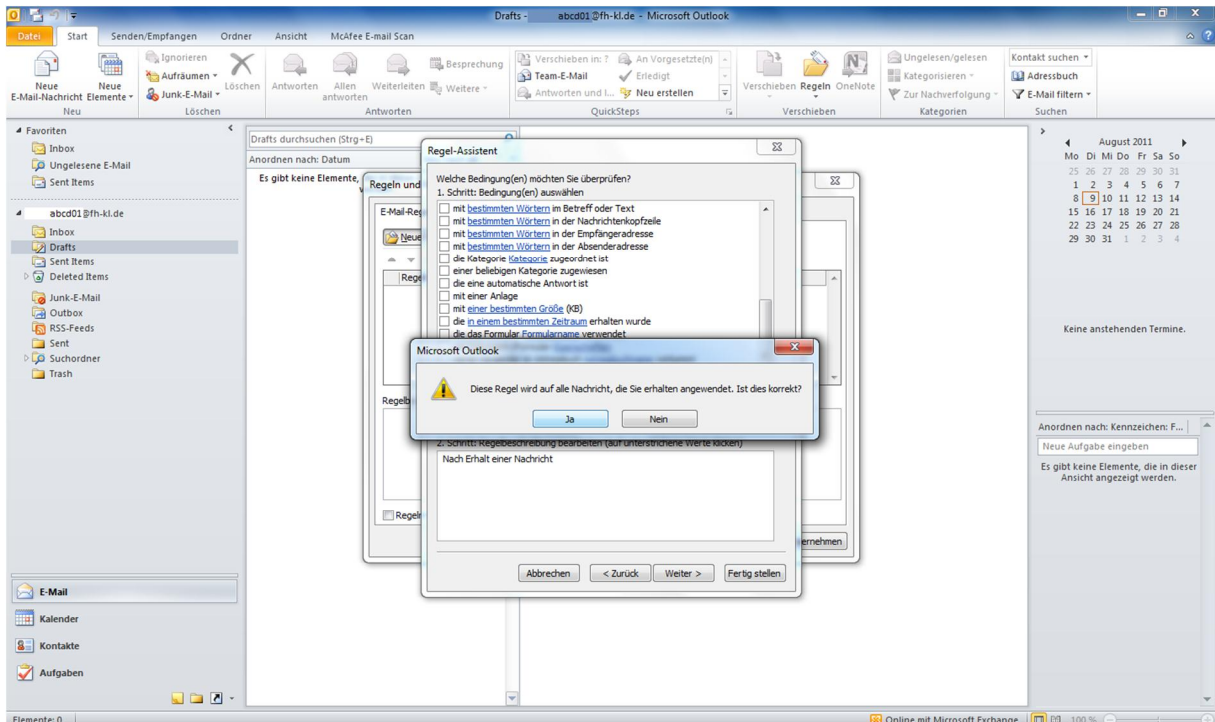 Drafts - abcd01@fh-kl.de - Microsoft Outlook
Datei Start Senden/Empfangen Ordner Ansicht McAfee E-mail Scan
Neue E-Mail-Nachricht
Neue Elemente
Neu
Ignorieren
Aufräumen
Junk-E-Mail
Löschen
Löschen
Antworten
Allen antworten
Weiterleiten
Besprechung
Weitere
Antworten
Verschieben in: ?
Team-E-Mail
Antworten und l...
An Vorgesetzte(n)
Erledigt
Neu erstellen
QuickSteps
Verschieben
Regeln
OneNote
Verschieben
Ungelesen/gelesen
Kategorisieren
Zur Nachverfolgung
Kategorien
Kontakt suchen
Adressbuch
E-Mail filtern
Suchen
Favoriten
Inbox
Ungelesene E-Mail
Sent Items
abcd01@fh-kl.de
Inbox
Drafts
Sent Items
Deleted Items
Junk-E-Mail
Outbox
RSS-Feeds
Sent
Suchordner
Trash
E-Mail
Kalender
Kontakte
Aufgaben
Drafts durchsuchen (Strg+E)
Anordnen nach: Datum
Es gibt keine Elemente,
Regeln und
E-Mail-Reg
Neue
Rege
Regelb
Regeln
ernehmen
Regel-Assistent
Welche Bedingung(en) möchten Sie überprüfen?
1. Schritt: Bedingung(en) auswählen
mit bestimmten Wörtern im Betreff oder Text
mit bestimmten Wörtern in der Nachrichtenkopfzeile
mit bestimmten Wörtern in der Empfängeradresse
mit bestimmten Wörtern in der Absenderadresse
die Kategorie Kategorie zugeordnet ist
einer beliebigen Kategorie zugewiesen
die eine automatische Antwort ist
mit einer Anlage
mit einer bestimmten Größe (KB)
die in einem bestimmten Zeitraum erhalten wurde
die das Formular Formularname verwendet
Microsoft Outlook
Diese Regel wird auf alle Nachricht, die Sie erhalten angewendet. Ist dies korrekt?
Ja Nein
2. Schritt: Regelbeschreibung bearbeiten (auf unterstrichene Werte klicken)
Nach Erhalt einer Nachricht
Abbrechen < Zurück Weiter > Fertig stellen
August 2011
Mo Di Mi Do Fr Sa So
25 26 27 28 29 30 31
1 2 3 4 5 6 7
8 9 10 11 12 13 14
15 16 17 18 19 20 21
22 23 24 25 26 27 28
29 30 31 1 2 3 4
Keine anstehenden Termine.
Anordnen nach: Kennzeichen: F...
Neue Aufgabe eingeben
Es gibt keine Elemente, die in dieser
Ansicht angezeigt werden.
Elemente: 0
Online mit Microsoft Exchange
100 %